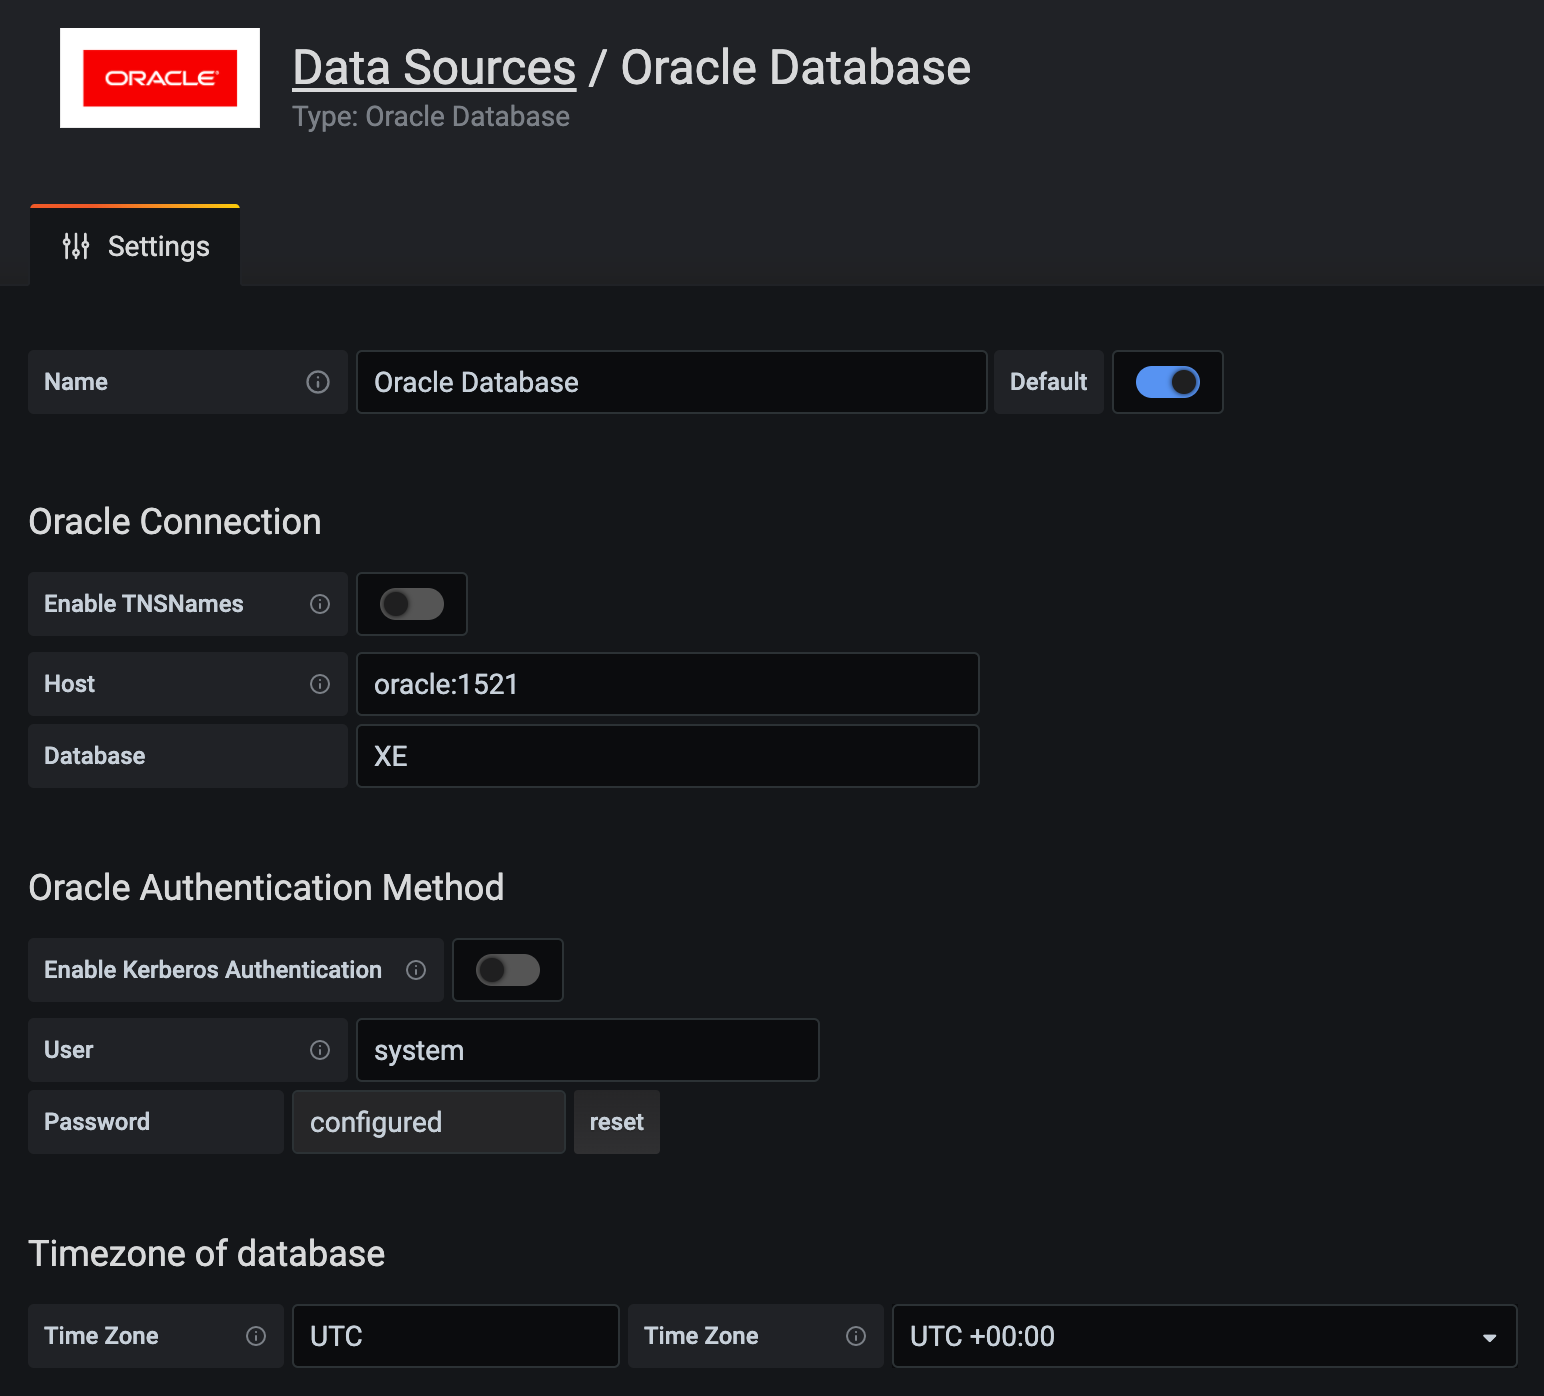 ORACLE
Data Sources / Oracle Database
Type: Oracle Database
Settings
Name Oracle Database Default
Oracle Connection
Enable TNSNames
Host oracle:1521
Database XE
Oracle Authentication Method
Enable Kerberos Authentication
User system
Password configured reset
Timezone of database
Time Zone UTC Time Zone UTC +00:00